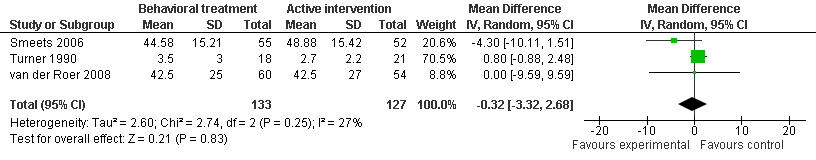 Behavioral treatment Active intervention Mean Difference Mean Difference
Study or Subgroup Mean SD Total Mean SD Total Weight IV, Random, 95% CI IV, Random, 95% CI
Smeets 2006 44.58 15.21 55 48.88 15.42 52 20.6% -4.30 [-10.11, 1.51]
Turner 1990 3.5 3 18 2.7 2.2 21 70.5% 0.80 [-0.88, 2.48]
van der Roer 2008 42.5 25 60 42.5 27 54 8.8% 0.00 [-9.59, 9.59]
Total (95% CI) 133 127 100.0% -0.32 [-3.32, 2.68]
Heterogeneity: Tau² = 2.60; Chi² = 2.74, df = 2 (P = 0.25); I² = 27%
Test for overall effect: Z = 0.21 (P = 0.83)
-20 -10 0 10 20
Favours experimental Favours control